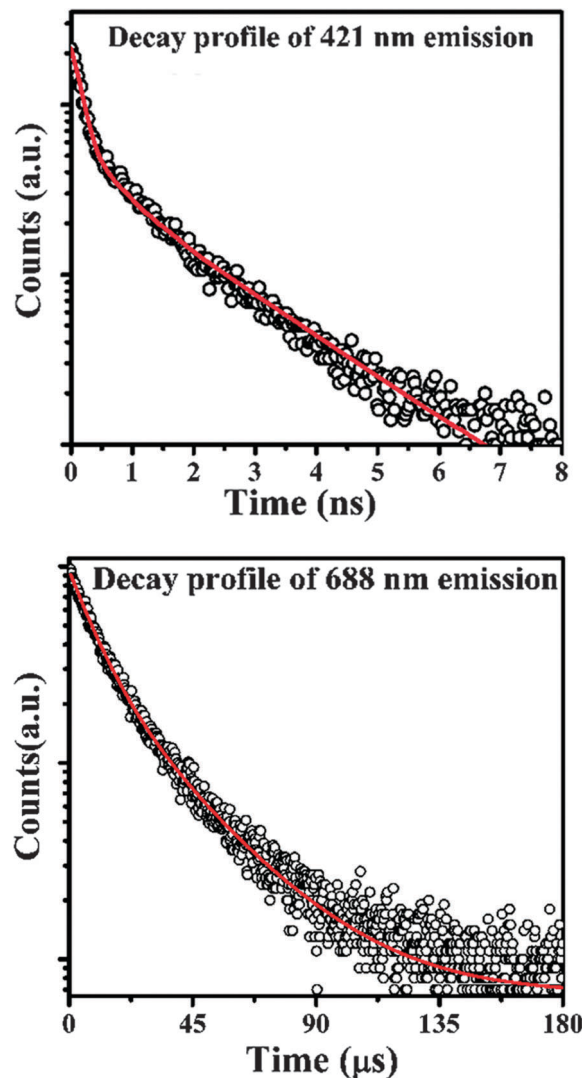 Decay profile of 421 nm emission
Counts (a.u.)
0 1 2 3 4 5 6 7 8
Time (ns)
Decay profile of 688 nm emission
Counts(a.u.)
0 45 90 135 180
Time (μs)